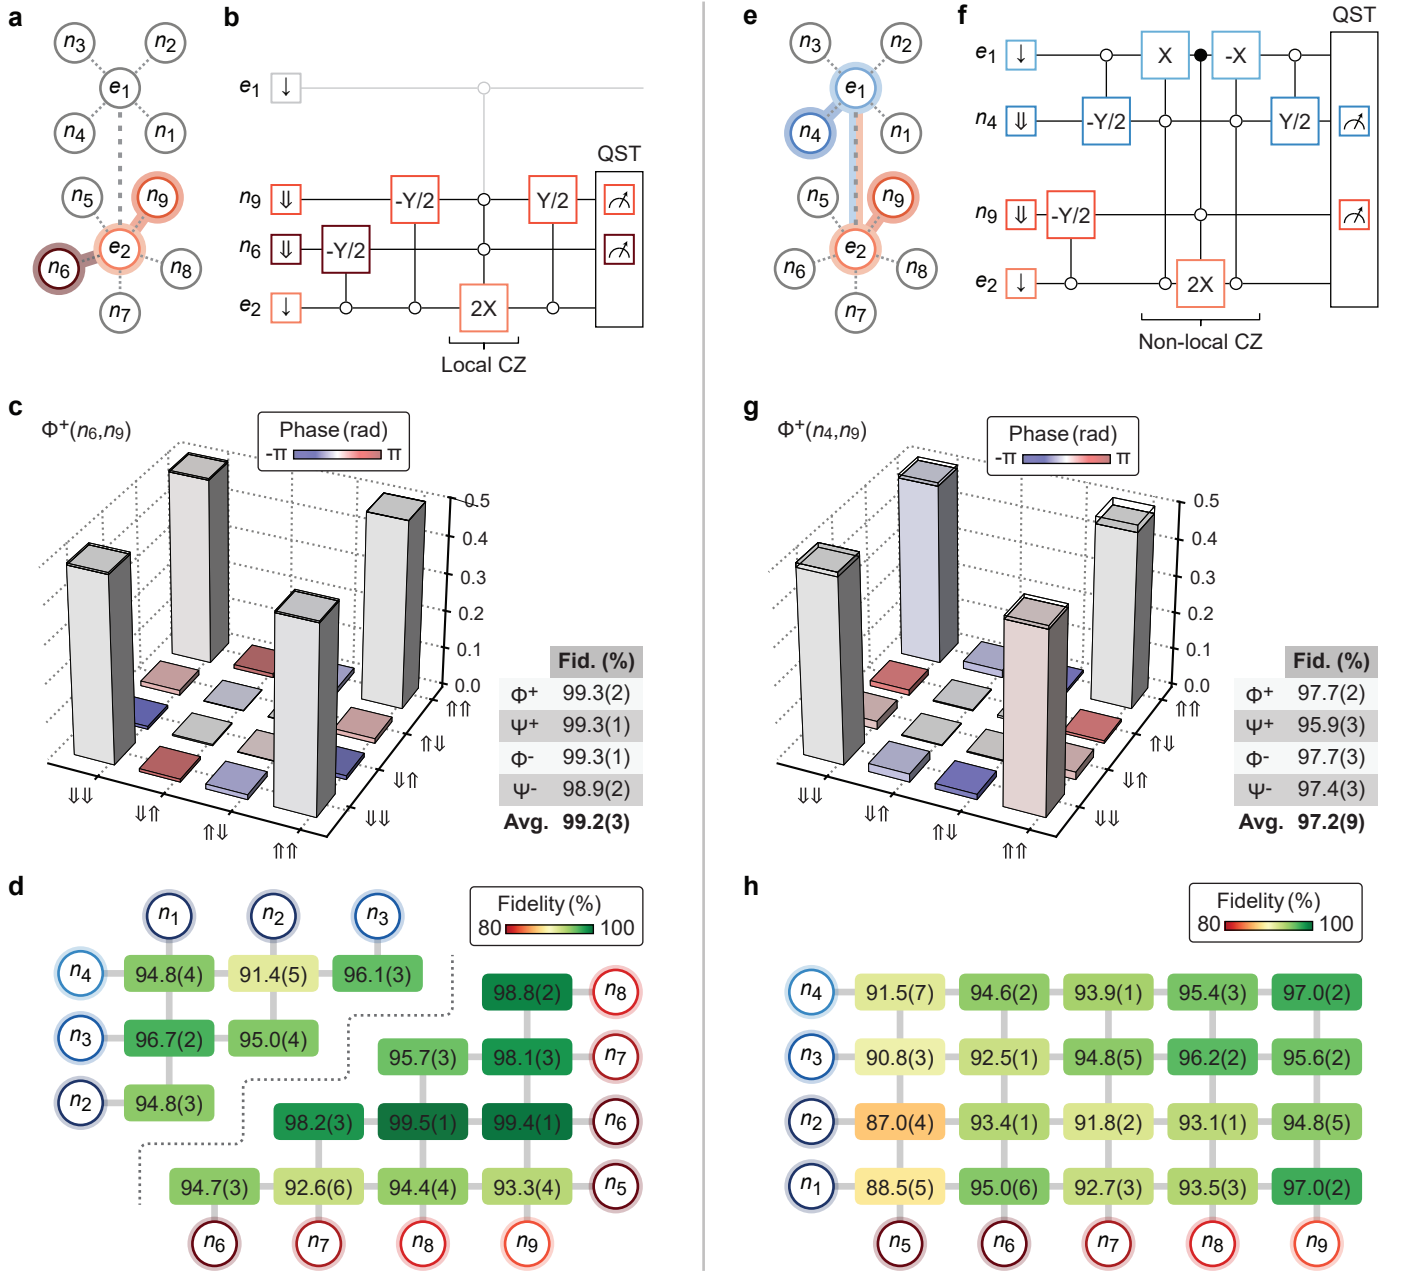 a
n3
n2
e1
n4
n1
n5
n9
e2
n6
n8
n7
b
e1 ↓
QST
n9 ⇓ -Y/2 Y/2
n6 ⇓ -Y/2
e2 ↓ 2X
Local CZ
c
Φ+(n6,n9)
Phase (rad)
-π π
0.5
0.4
0.3
0.2
0.1
0.0
⇑⇑
⇑⇓
⇓⇑
⇓⇓
⇓⇓
⇓⇑
⇑⇓
⇑⇑
Fid. (%)
Φ+ 99.3(2)
Ψ+ 99.3(1)
Φ- 99.3(1)
Ψ- 98.9(2)
Avg. 99.2(3)
d
Fidelity (%)
80 100
n1 n2 n3
n4 94.8(4) 91.4(5) 96.1(3)
98.8(2) n8
n3 96.7(2) 95.0(4)
95.7(3) 98.1(3) n7
n2 94.8(3)
98.2(3) 99.5(1) 99.4(1) n6
94.7(3) 92.6(6) 94.4(4) 93.3(4) n5
n6 n7 n8 n9
e
n3
n2
e1
n4
n1
n5
n9
e2
n6
n8
n7
f
QST
e1 ↓ X -X
n4 ⇓ -Y/2 Y/2
n9 ⇓ -Y/2
e2 ↓ 2X
Non-local CZ
g
Φ+(n4,n9)
Phase (rad)
-π π
0.5
0.4
0.3
0.2
0.1
0.0
⇑⇑
⇑⇓
⇓⇑
⇓⇓
⇓⇓
⇓⇑
⇑⇓
⇑⇑
Fid. (%)
Φ+ 97.7(2)
Ψ+ 95.9(3)
Φ- 97.7(3)
Ψ- 97.4(3)
Avg. 97.2(9)
h
Fidelity (%)
80 100
n4 91.5(7) 94.6(2) 93.9(1) 95.4(3) 97.0(2)
n3 90.8(3) 92.5(1) 94.8(5) 96.2(2) 95.6(2)
n2 87.0(4) 93.4(1) 91.8(2) 93.1(1) 94.8(5)
n1 88.5(5) 95.0(6) 92.7(3) 93.5(3) 97.0(2)
n5 n6 n7 n8 n9